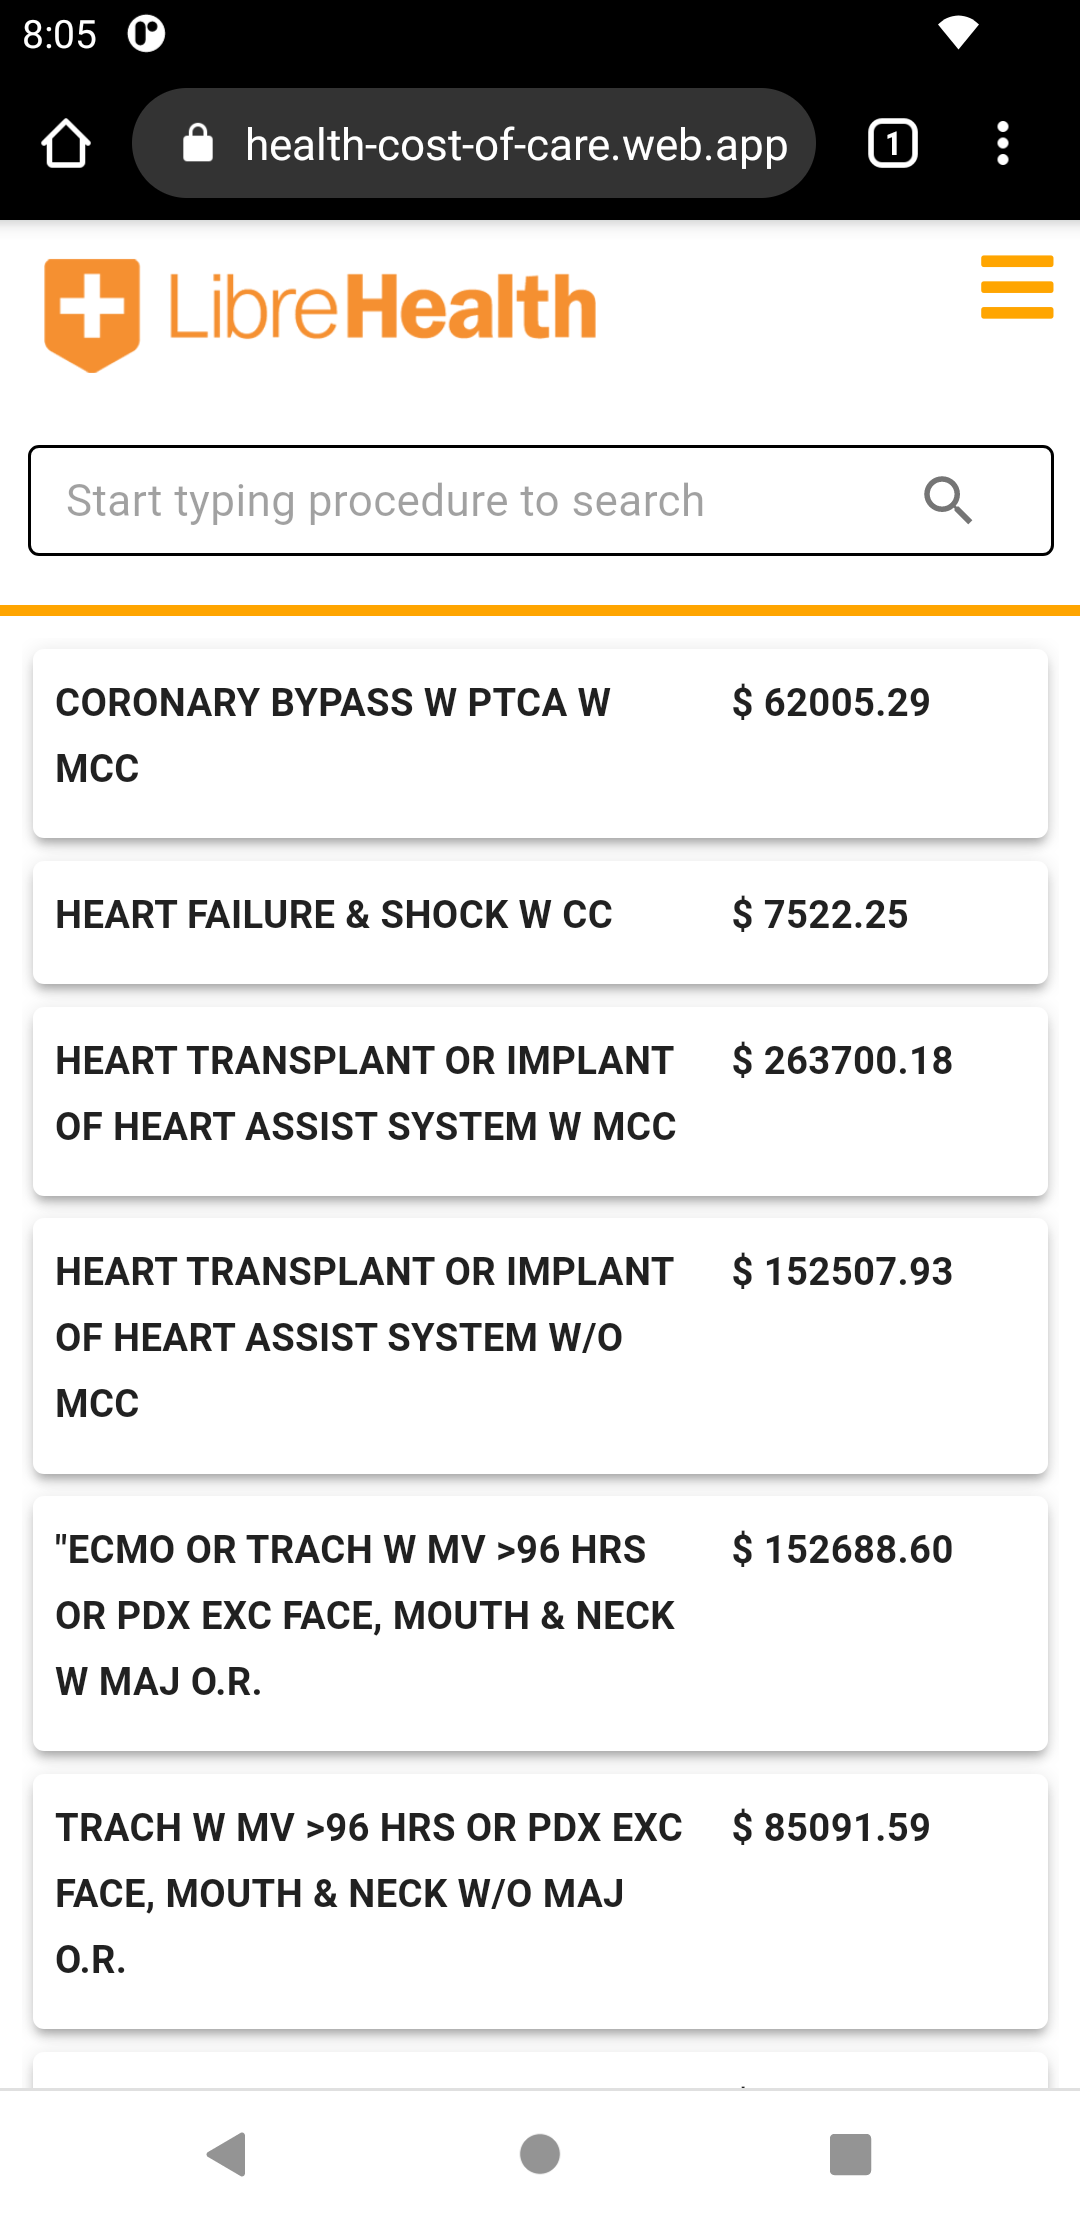 8:05
health-cost-of-care.web.app
1
LibreHealth
Start typing procedure to search
CORONARY BYPASS W PTCA W $ 62005.29
MCC
HEART FAILURE & SHOCK W CC $ 7522.25
HEART TRANSPLANT OR IMPLANT $ 263700.18
OF HEART ASSIST SYSTEM W MCC
HEART TRANSPLANT OR IMPLANT $ 152507.93
OF HEART ASSIST SYSTEM W/O
MCC
"ECMO OR TRACH W MV >96 HRS $ 152688.60
OR PDX EXC FACE, MOUTH & NECK
W MAJ O.R.
TRACH W MV >96 HRS OR PDX EXC $ 85091.59
FACE, MOUTH & NECK W/O MAJ
O.R.